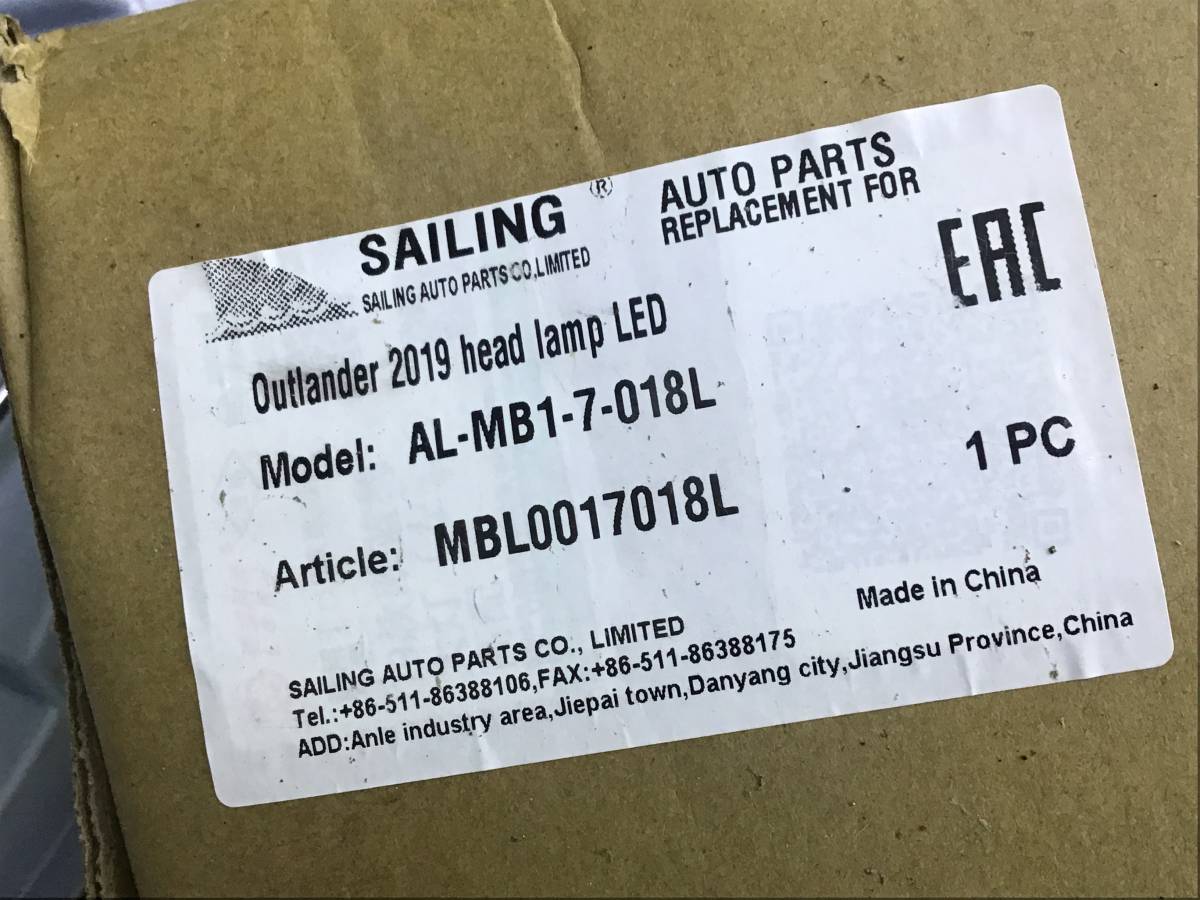 SAILING ®
SAILING AUTO PARTS CO,LIMITED
AUTO PARTS
REPLACEMENT FOR
EAC
Outlander 2019 head lamp LED
Model: AL-MB1-7-018L
1 PC
Article: MBL0017018L
Made in China
SAILING AUTO PARTS CO., LIMITED
Tel.:+86-511-86388106,FAX:+86-511-86388175
ADD:Anle industry area,Jiepai town,Danyang city,Jiangsu Province,China